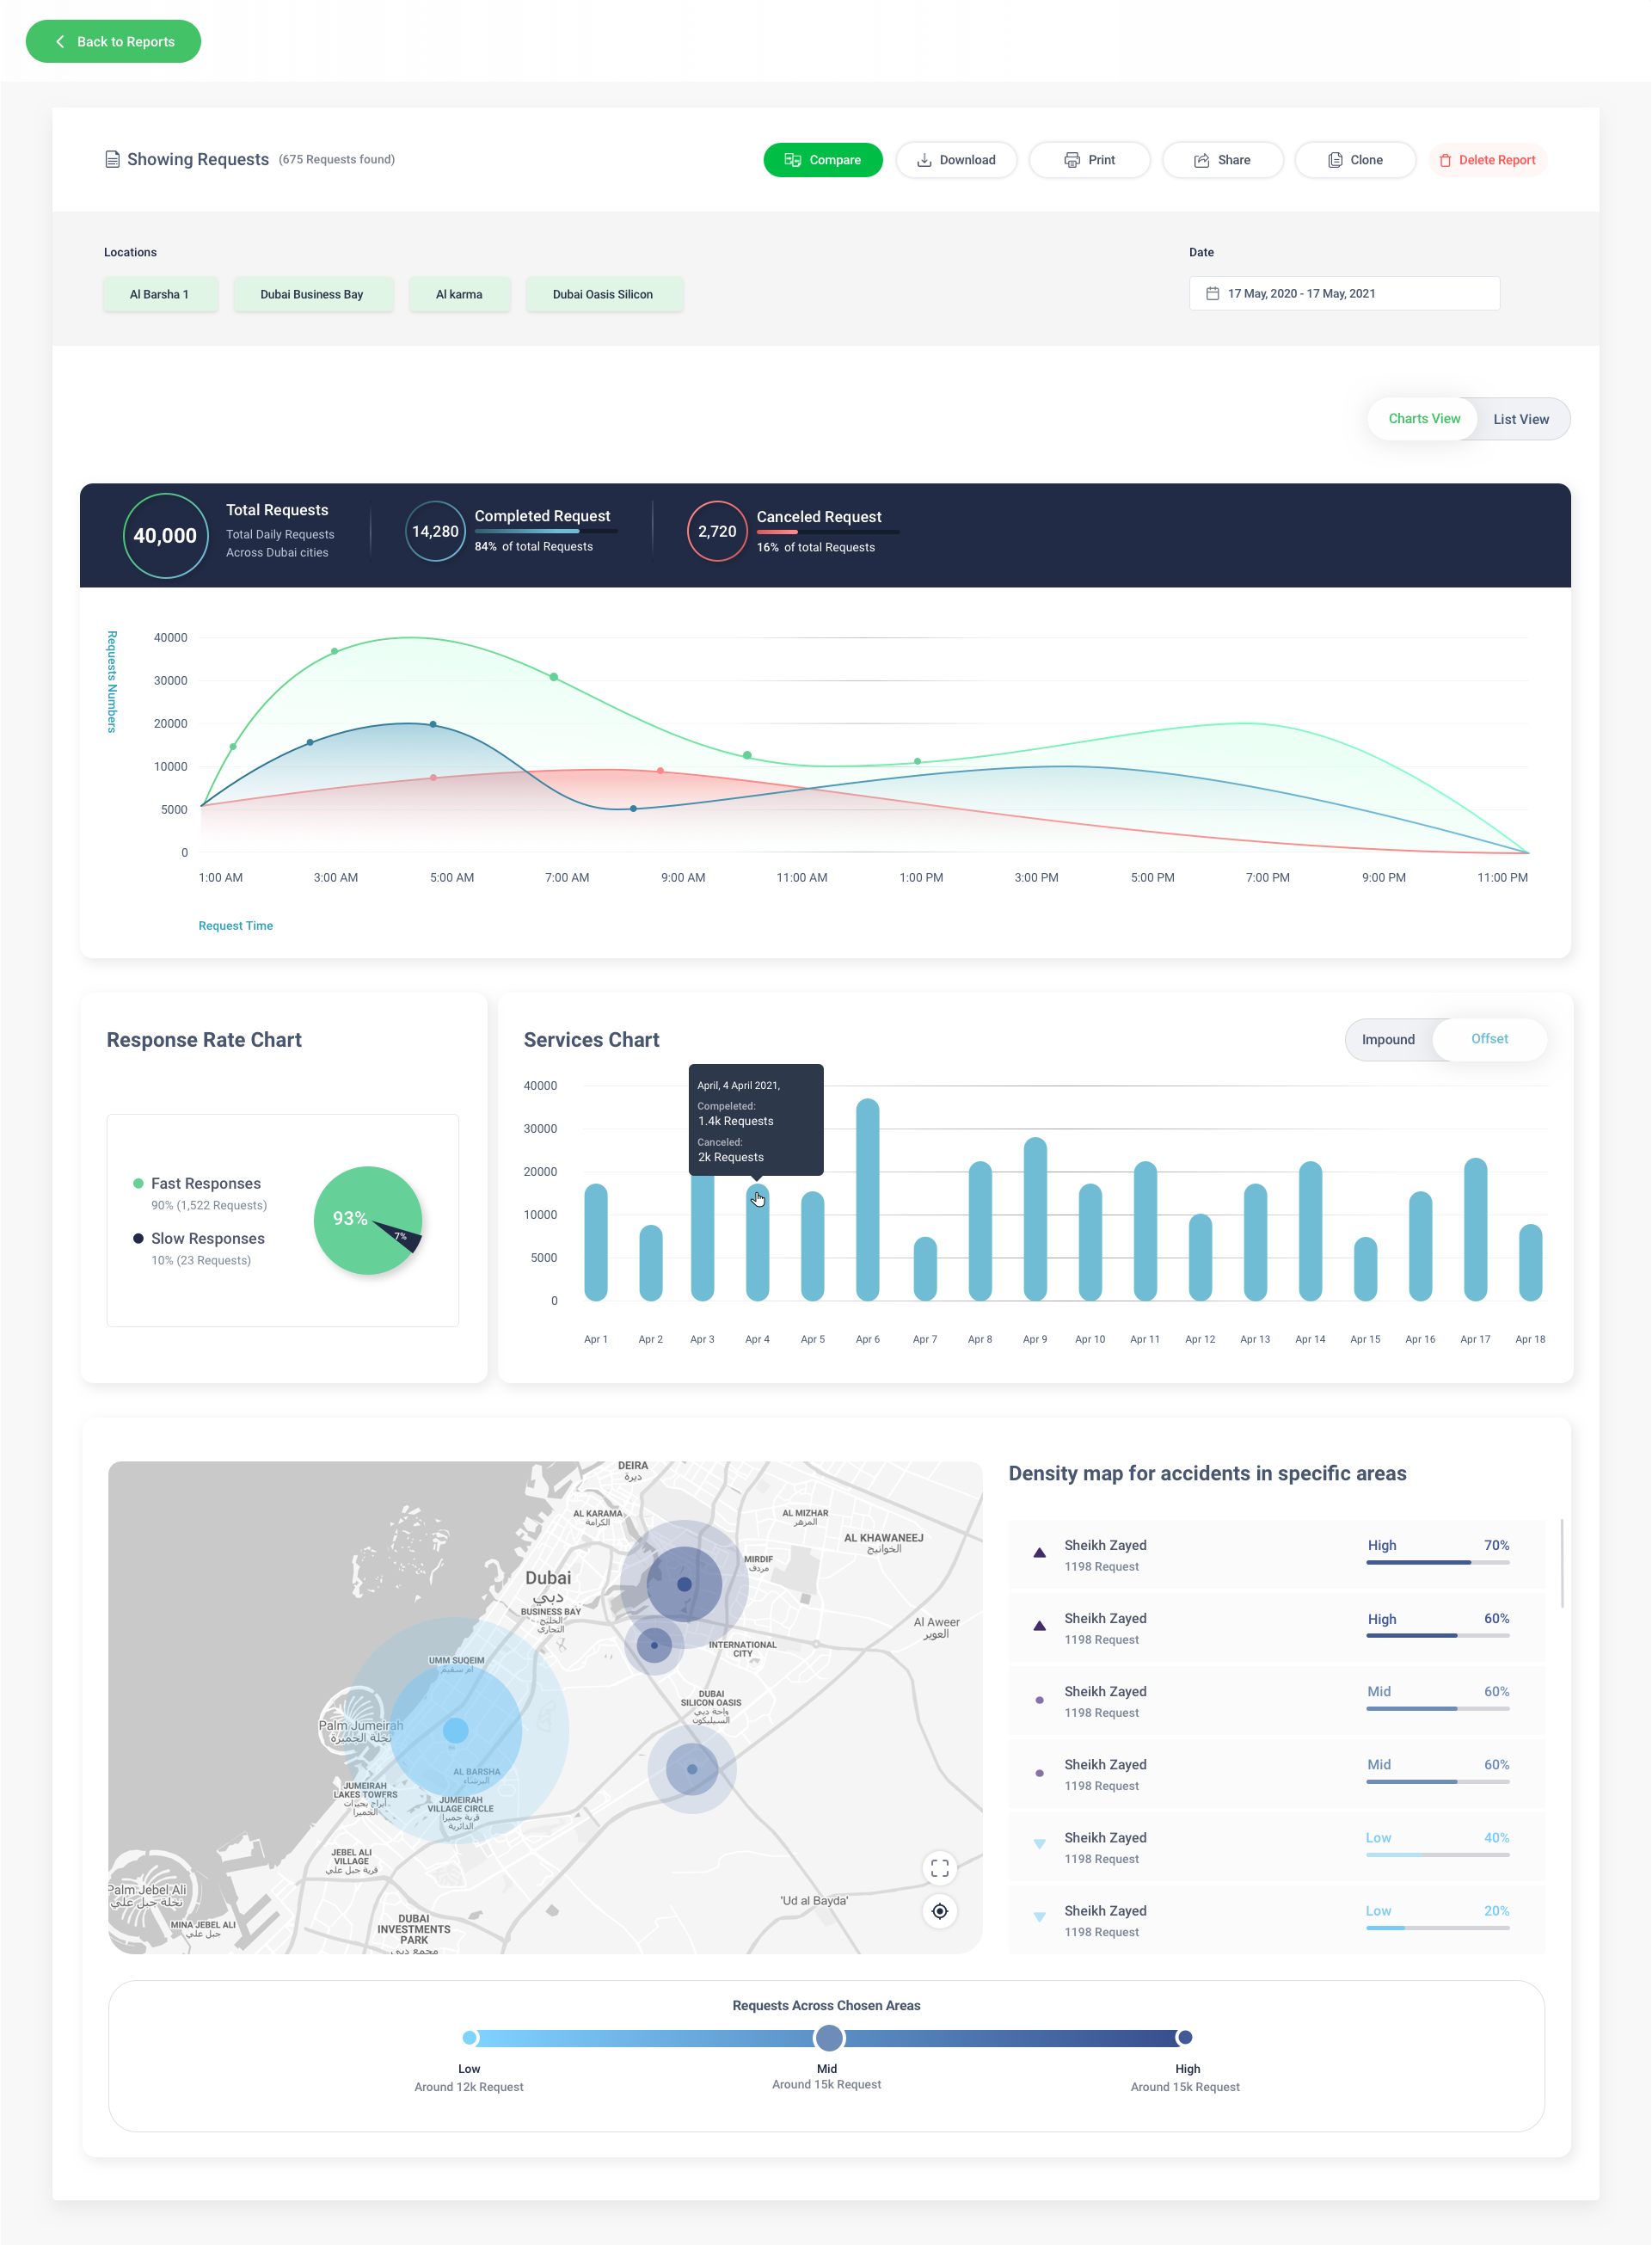 Back to Reports
Showing Requests (675 Requests found)
Compare
Download
Print
Share
Clone
Delete Report
Locations
Date
Al Barsha 1
Dubai Business Bay
Al karma
Dubai Oasis Silicon
17 May, 2020 - 17 May, 2021
Charts View
List View
40,000
Total Requests
Total Daily Requests
Across Dubai cities
14,280
Completed Request
84% of total Requests
2,720
Canceled Request
16% of total Requests
Requests Numbers
40000
30000
20000
10000
5000
0
1:00 AM
3:00 AM
5:00 AM
7:00 AM
9:00 AM
11:00 AM
1:00 PM
3:00 PM
5:00 PM
7:00 PM
9:00 PM
11:00 PM
Request Time
Response Rate Chart
Fast Responses
90% (1,522 Requests)
Slow Responses
10% (23 Requests)
93%
7%
Services Chart
Impound
Offset
April, 4 April 2021,
Compeleted:
1.4k Requests
Canceled:
2k Requests
40000
30000
20000
10000
5000
0
Apr 1
Apr 2
Apr 3
Apr 4
Apr 5
Apr 6
Apr 7
Apr 8
Apr 9
Apr 10
Apr 11
Apr 12
Apr 13
Apr 14
Apr 15
Apr 16
Apr 17
Apr 18
DEIRA
ديرة
AL KARAMA
الكرامة
AL MIZHAR
المزهر
AL KHAWANEEJ
الخوانيج
MIRDIF
مردف
Dubai
دبي
BUSINESS BAY
الخليج
التجاري
Al Aweer
العوير
INTERNATIONAL
CITY
UMM SUQEIM
أم سقيم
DUBAI
SILICON OASIS
واحة دبي
السيليكون
Palm Jumeirah
نخلة الجميرة
AL BARSHA
البرشاء
JUMEIRAH
LAKES TOWERS
أبراج بحيرات
الجميرا
JUMEIRAH
VILLAGE CIRCLE
قرية جميرا
الدائرية
JEBEL ALI
VILLAGE
قرية جبل علي
Palm Jebel Ali
نخلة جبل علي
MINA JEBEL ALI
جبل علي
DUBAI
INVESTMENTS
PARK
مجمع دبي
'Ud al Bayda'
Density map for accidents in specific areas
Sheikh Zayed
1198 Request
High
70%
Sheikh Zayed
1198 Request
High
60%
Sheikh Zayed
1198 Request
Mid
60%
Sheikh Zayed
1198 Request
Mid
60%
Sheikh Zayed
1198 Request
Low
40%
Sheikh Zayed
1198 Request
Low
20%
Requests Across Chosen Areas
Low
Around 12k Request
Mid
Around 15k Request
High
Around 15k Request